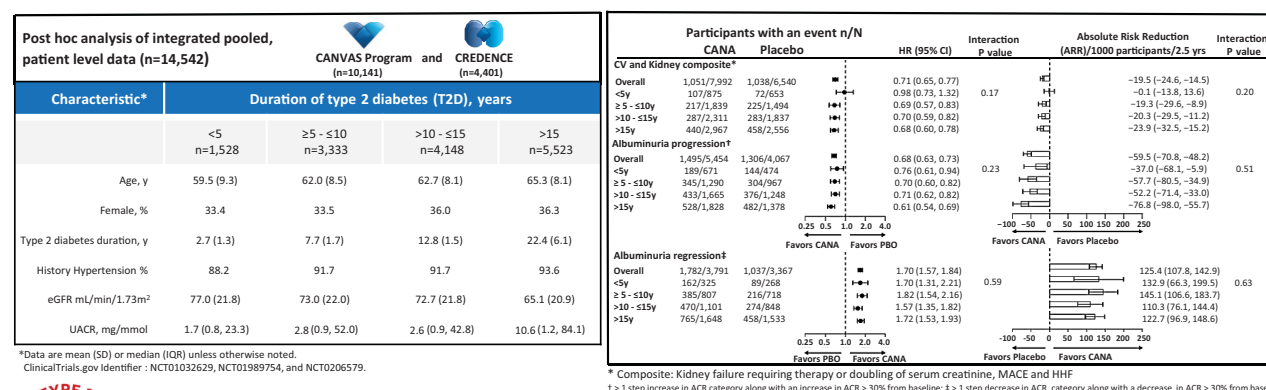 Post hoc analysis of integrated pooled,
patient level data (n=14,542)
CANVAS Program and CREDENCE
(n=10,141) (n=4,401)
Characteristic* Duration of type 2 diabetes (T2D), years
<5 ≥5 - ≤10 >10 - ≤15 >15
n=1,528 n=3,333 n=4,148 n=5,523
Age, y 59.5 (9.3) 62.0 (8.5) 62.7 (8.1) 65.3 (8.1)
Female, % 33.4 33.5 36.0 36.3
Type 2 diabetes duration, y 2.7 (1.3) 7.7 (1.7) 12.8 (1.5) 22.4 (6.1)
History Hypertension % 88.2 91.7 91.7 93.6
eGFR mL/min/1.73m² 77.0 (21.8) 73.0 (22.0) 72.7 (21.8) 65.1 (20.9)
UACR, mg/mmol 1.7 (0.8, 23.3) 2.8 (0.9, 52.0) 2.6 (0.9, 42.8) 10.6 (1.2, 84.1)
*Data are mean (SD) or median (IQR) unless otherwise noted.
ClinicalTrials.gov Identifier : NCT01032629, NCT01989754, and NCT0206579.
Participants with an event n/N
CANA Placebo HR (95% CI) Interaction P value Absolute Risk Reduction (ARR)/1000 participants/2.5 yrs Interaction P value
CV and Kidney composite*
Overall 1,051/7,992 1,038/6,540 0.71 (0.65, 0.77) -19.5 (-24.6, -14.5)
<5y 107/875 72/653 0.98 (0.73, 1.32) 0.17 -0.1 (-13.8, 13.6) 0.20
≥ 5 - ≤10y 217/1,839 225/1,494 0.69 (0.57, 0.83) -19.3 (-29.6, -8.9)
>10 - ≤15y 287/2,311 283/1,837 0.70 (0.59, 0.82) -20.3 (-29.5, -11.2)
>15y 440/2,967 458/2,556 0.68 (0.60, 0.78) -23.9 (-32.5, -15.2)
Albuminuria progression†
Overall 1,495/5,454 1,306/4,067 0.68 (0.63, 0.73) -59.5 (-70.8, -48.2)
<5y 189/671 144/474 0.76 (0.61, 0.94) 0.23 -37.0 (-68.1, -5.9) 0.51
≥ 5 - ≤10y 345/1,290 304/967 0.70 (0.60, 0.82) -57.7 (-80.5, -34.9)
>10 - ≤15y 433/1,665 376/1,248 0.71 (0.62, 0.82) -52.2 (-71.4, -33.0)
>15y 528/1,828 482/1,378 0.61 (0.54, 0.69) -76.8 (-98.0, -55.7)
0.25 0.5 1.0 2.0 4.0 -100 -50 0 50 100 150 200 250
Favors CANA Favors PBO Favors CANA Favors Placebo
Albuminuria regression‡
Overall 1,782/3,791 1,037/3,367 1.70 (1.57, 1.84) 125.4 (107.8, 142.9)
<5y 162/325 89/268 1.70 (1.31, 2.21) 0.59 132.9 (66.3, 199.5) 0.63
≥ 5 - ≤10y 385/807 216/718 1.82 (1.54, 2.16) 145.1 (106.6, 183.7)
>10 - ≤15y 470/1,101 274/848 1.57 (1.35, 1.82) 110.3 (76.1, 144.4)
>15y 765/1,648 458/1,533 1.72 (1.53, 1.93) 122.7 (96.9, 148.6)
0.25 0.5 1.0 2.0 4.0 -100 -50 0 50 100 150 200 250
Favors PBO Favors CANA Favors Placebo Favors CANA
* Composite: Kidney failure requiring therapy or doubling of serum creatinine, MACE and HHF
† > 1 step increase in ACR category along with an increase in ACR > 30% from baseline; ‡ > 1 step decrease in ACR category along with a decrease in ACR > 30% from